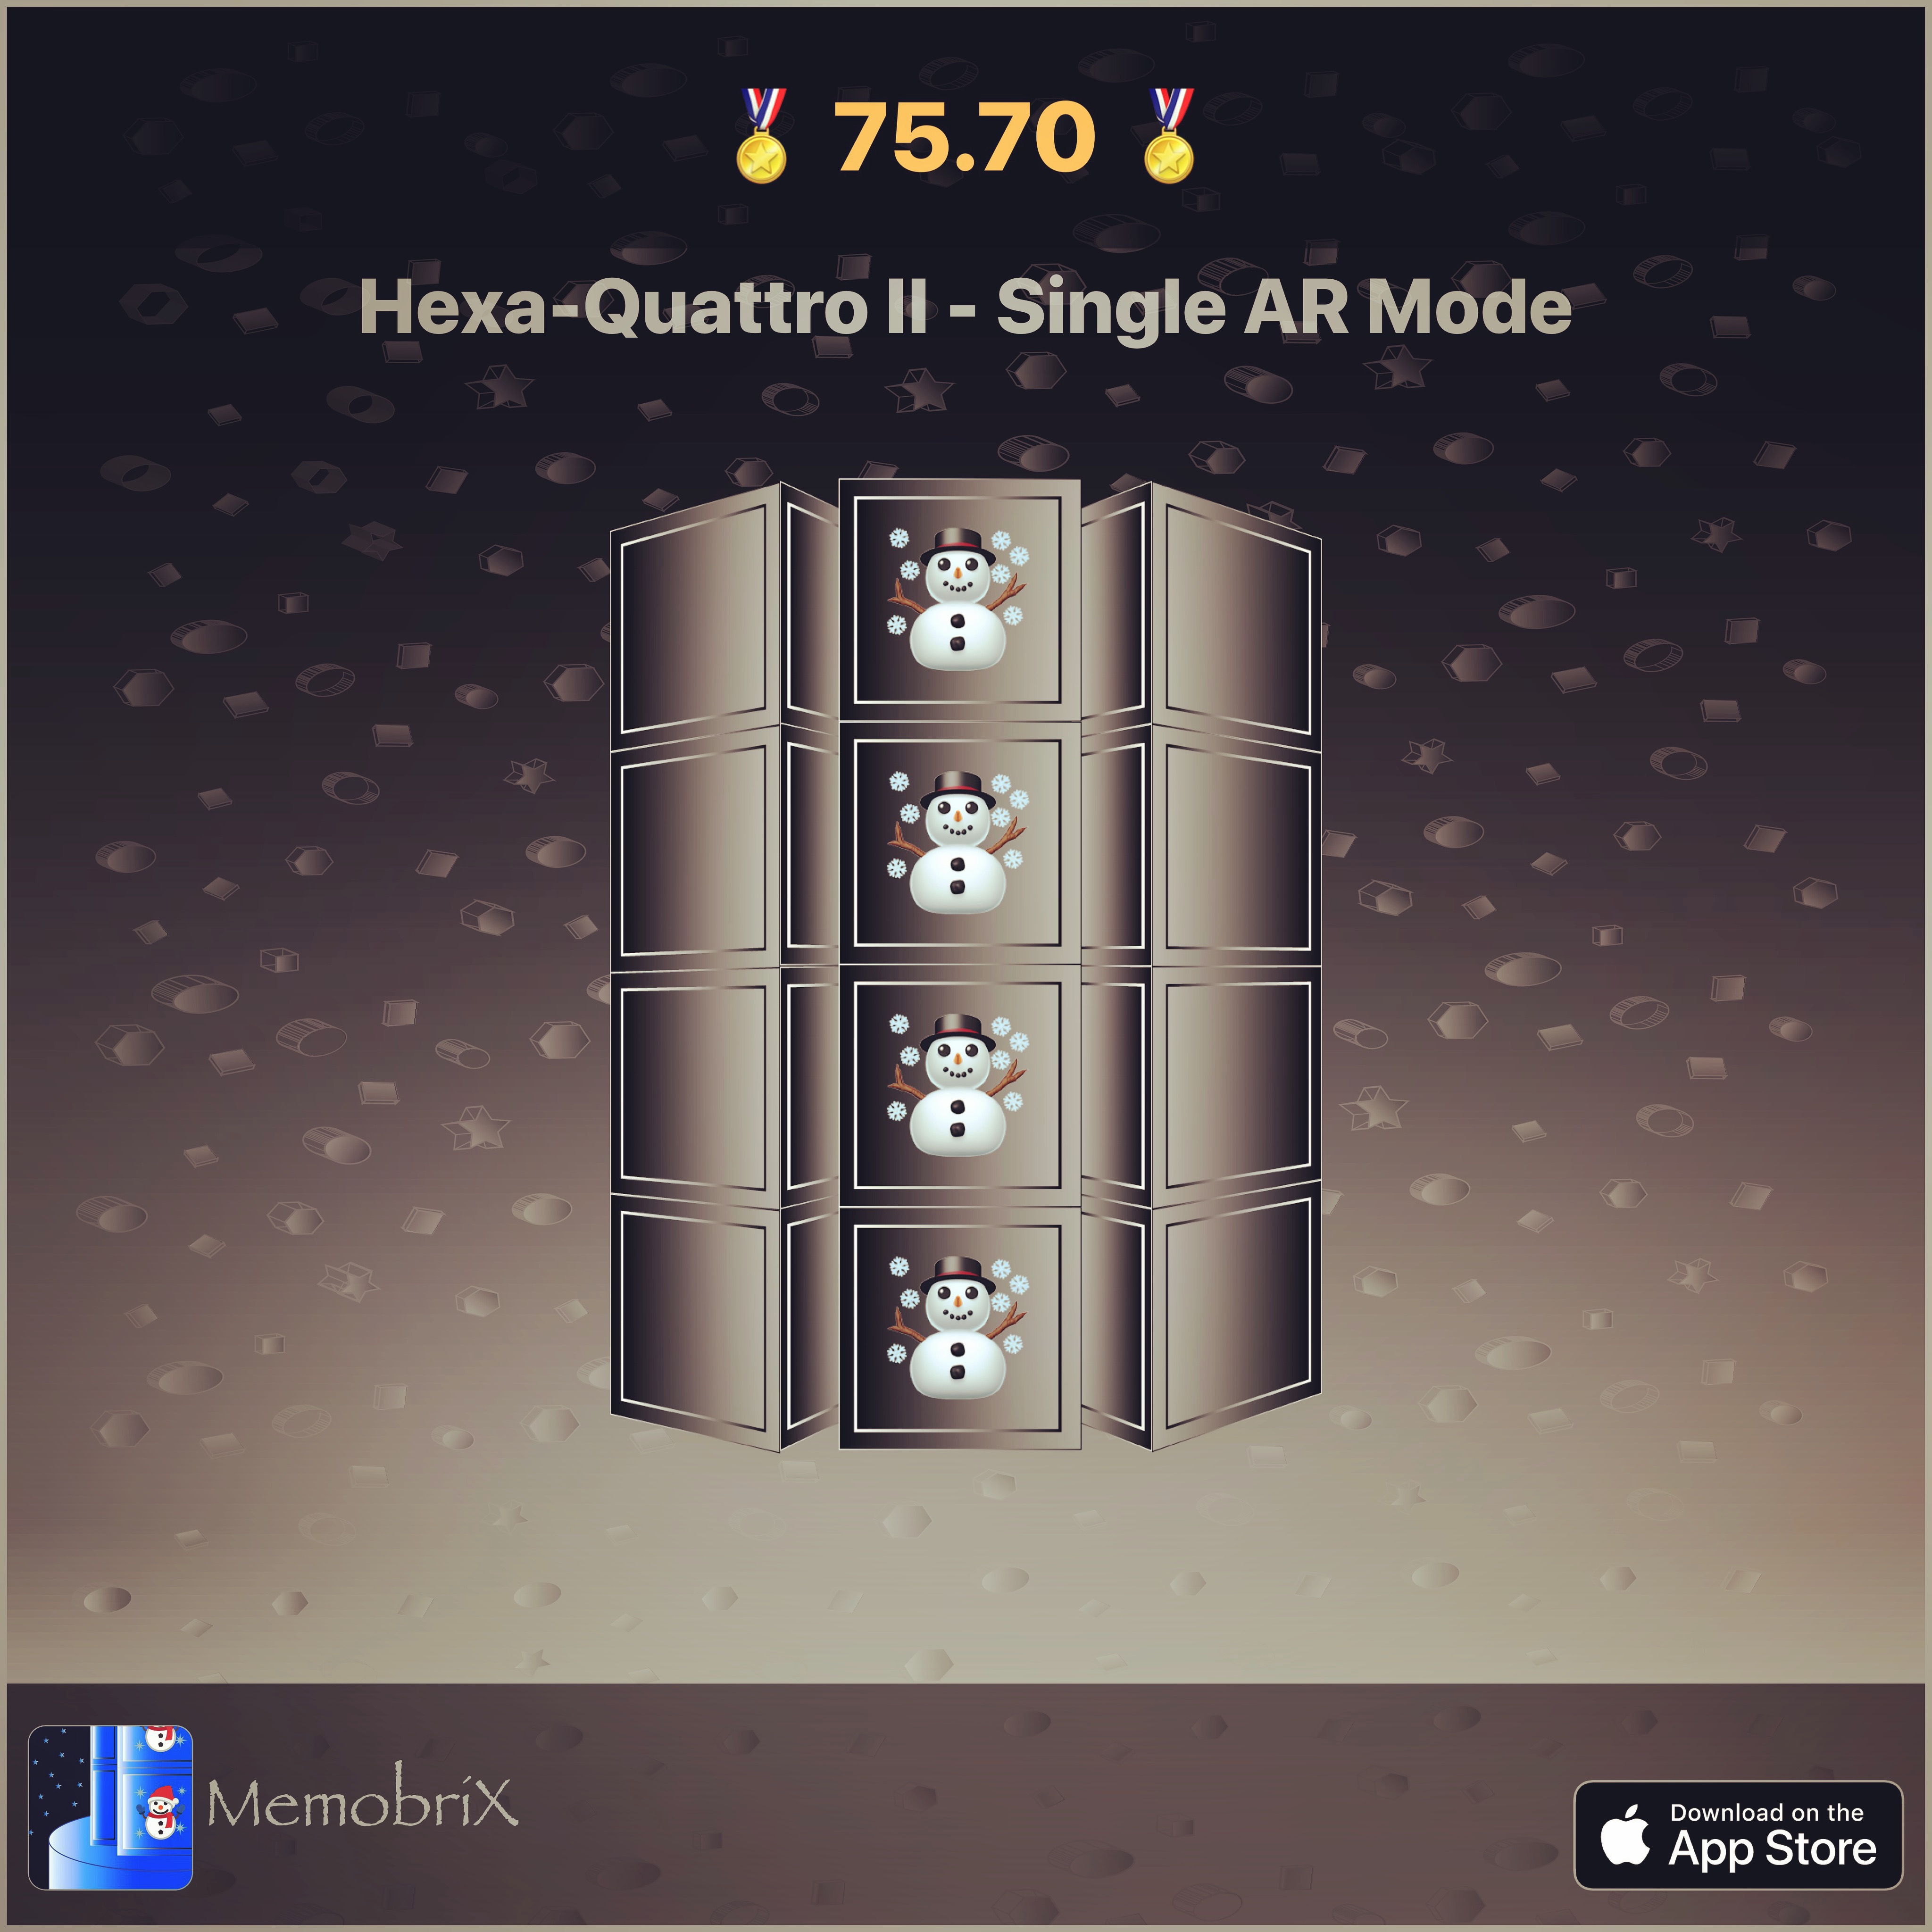 75.70
Hexa-Quattro II - Single AR Mode
MemobriX
Download on the
App Store